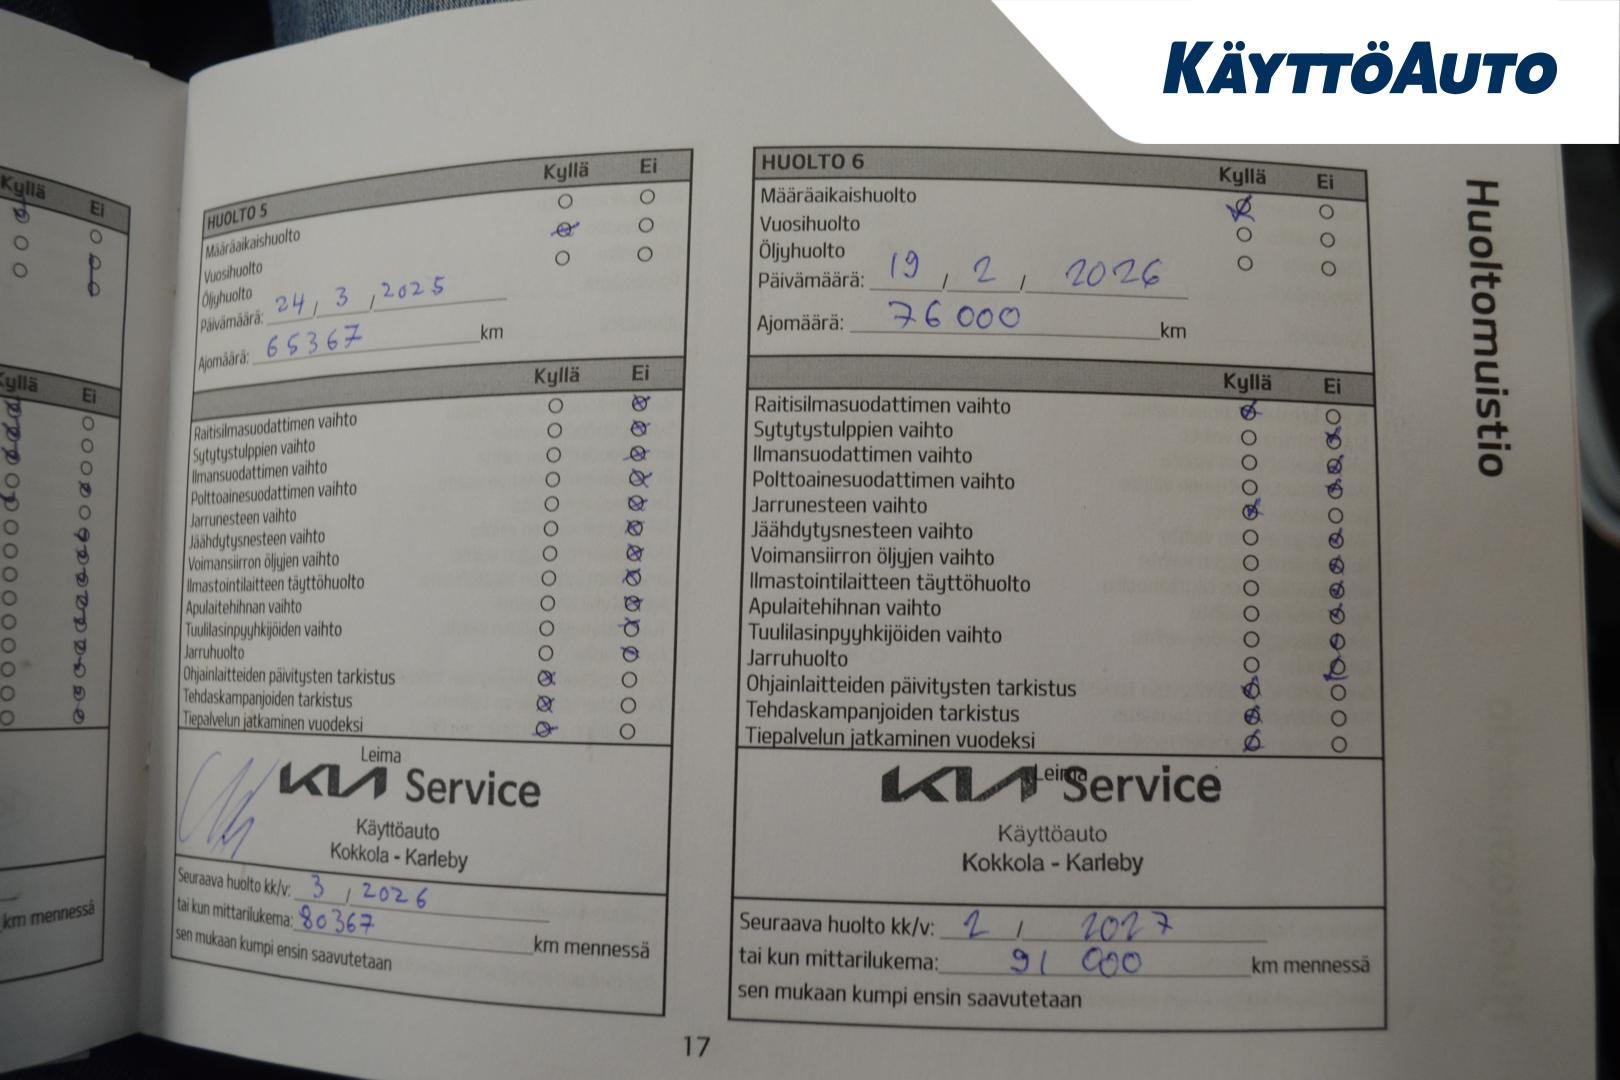 KÄYTTÖAUTO
Kyllä Ei
Kyllä Ei
km mennessä
HUOLTO 5 Kyllä Ei
Määräaikaishuolto
Vuosihuolto
Öljyhuolto
Päivämäärä: 24 / 3 / 2025
Ajomäärä: 65367 km
Kyllä Ei
Raitisilmasuodattimen vaihto
Sytytystulppien vaihto
Ilmansuodattimen vaihto
Polttoainesuodattimen vaihto
Jarrunesteen vaihto
Jäähdytysnesteen vaihto
Voimansiirron öljyjen vaihto
Ilmastointilaitteen täyttöhuolto
Apulaitehihnan vaihto
Tuulilasinpyyhkijöiden vaihto
Jarruhuolto
Ohjainlaitteiden päivitysten tarkistus
Tehdaskampanjoiden tarkistus
Tiepalvelun jatkaminen vuodeksi
Leima
KIA Service
Käyttöauto
Kokkola - Karleby
Seuraava huolto kk/v: 3 / 2026
tai kun mittarilukema: 80367 km mennessä
sen mukaan kumpi ensin saavutetaan
17
HUOLTO 6 Kyllä Ei
Määräaikaishuolto
Vuosihuolto
Öljyhuolto
Päivämäärä: 19 / 2 / 2026
Ajomäärä: 76 000 km
Kyllä Ei
Raitisilmasuodattimen vaihto
Sytytystulppien vaihto
Ilmansuodattimen vaihto
Polttoainesuodattimen vaihto
Jarrunesteen vaihto
Jäähdytysnesteen vaihto
Voimansiirron öljyjen vaihto
Ilmastointilaitteen täyttöhuolto
Apulaitehihnan vaihto
Tuulilasinpyyhkijöiden vaihto
Jarruhuolto
Ohjainlaitteiden päivitysten tarkistus
Tehdaskampanjoiden tarkistus
Tiepalvelun jatkaminen vuodeksi
Leima
KIA Service
Käyttöauto
Kokkola - Karleby
Seuraava huolto kk/v: 2 / 2027
tai kun mittarilukema: 91 000 km mennessä
sen mukaan kumpi ensin saavutetaan
Huoltomuistio